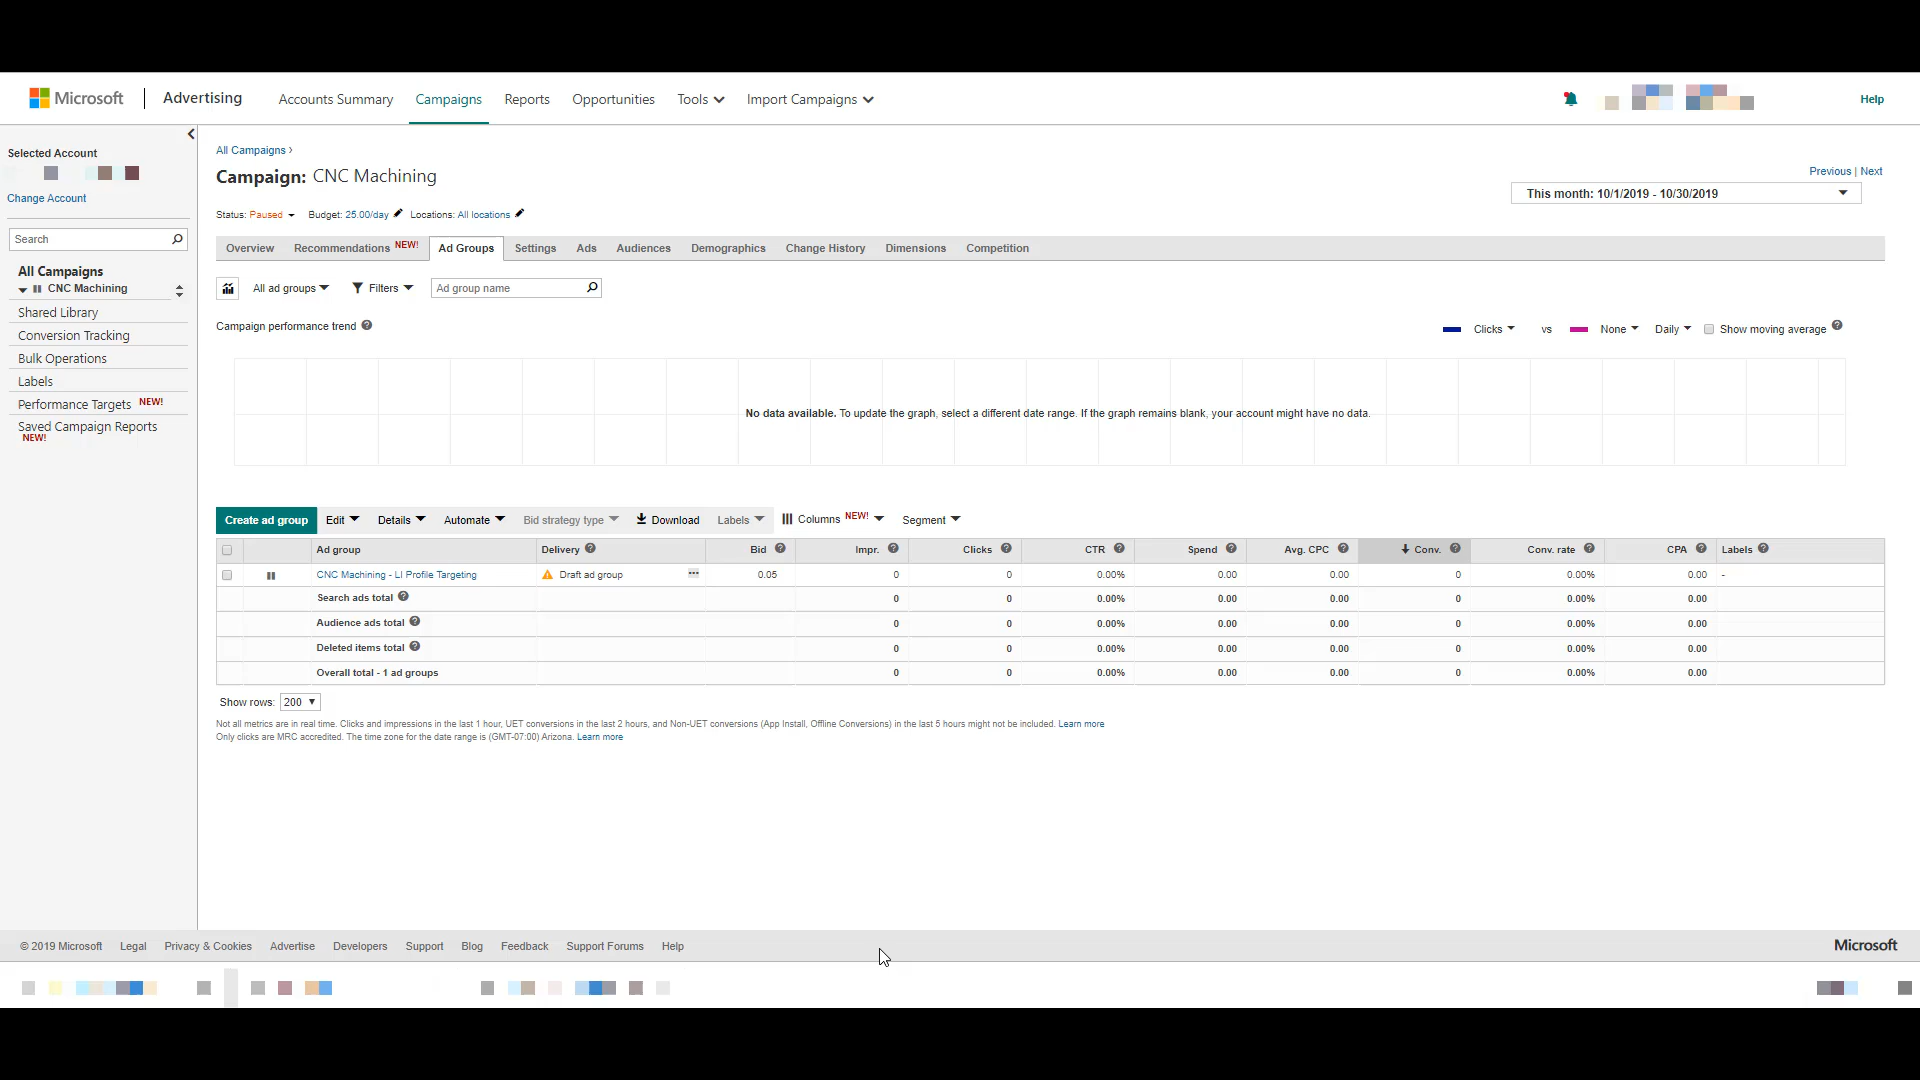 Microsoft | Advertising Accounts Summary Campaigns Reports Opportunities Tools Import Campaigns Help
Selected Account
Change Account
Search
All Campaigns
CNC Machining
Shared Library
Conversion Tracking
Bulk Operations
Labels
Performance Targets NEW!
Saved Campaign Reports
NEW!
All Campaigns ›
Campaign: CNC Machining
Previous | Next
This month: 10/1/2019 - 10/30/2019
Status: Paused Budget: 25.00/day Locations: All locations
Overview Recommendations NEW! Ad Groups Settings Ads Audiences Demographics Change History Dimensions Competition
All ad groups Filters Ad group name
Campaign performance trend
Clicks vs None Daily Show moving average
No data available. To update the graph, select a different date range. If the graph remains blank, your account might have no data.
Create ad group Edit Details Automate Bid strategy type Download Labels Columns NEW! Segment
Ad group Delivery Bid Impr. Clicks CTR Spend Avg. CPC Conv. Conv. rate CPA Labels
CNC Machining - LI Profile Targeting Draft ad group 0.05 0 0 0.00% 0.00 0.00 0 0.00% 0.00 -
Search ads total 0 0 0.00% 0.00 0.00 0 0.00% 0.00
Audience ads total 0 0 0.00% 0.00 0.00 0 0.00% 0.00
Deleted items total 0 0 0.00% 0.00 0.00 0 0.00% 0.00
Overall total - 1 ad groups 0 0 0.00% 0.00 0.00 0 0.00% 0.00
Show rows: 200
Not all metrics are in real time. Clicks and impressions in the last 1 hour, UET conversions in the last 2 hours, and Non-UET conversions (App Install, Offline Conversions) in the last 5 hours might not be included. Learn more
Only clicks are MRC accredited. The time zone for the date range is (GMT-07:00) Arizona. Learn more
© 2019 Microsoft Legal Privacy & Cookies Advertise Developers Support Blog Feedback Support Forums Help Microsoft